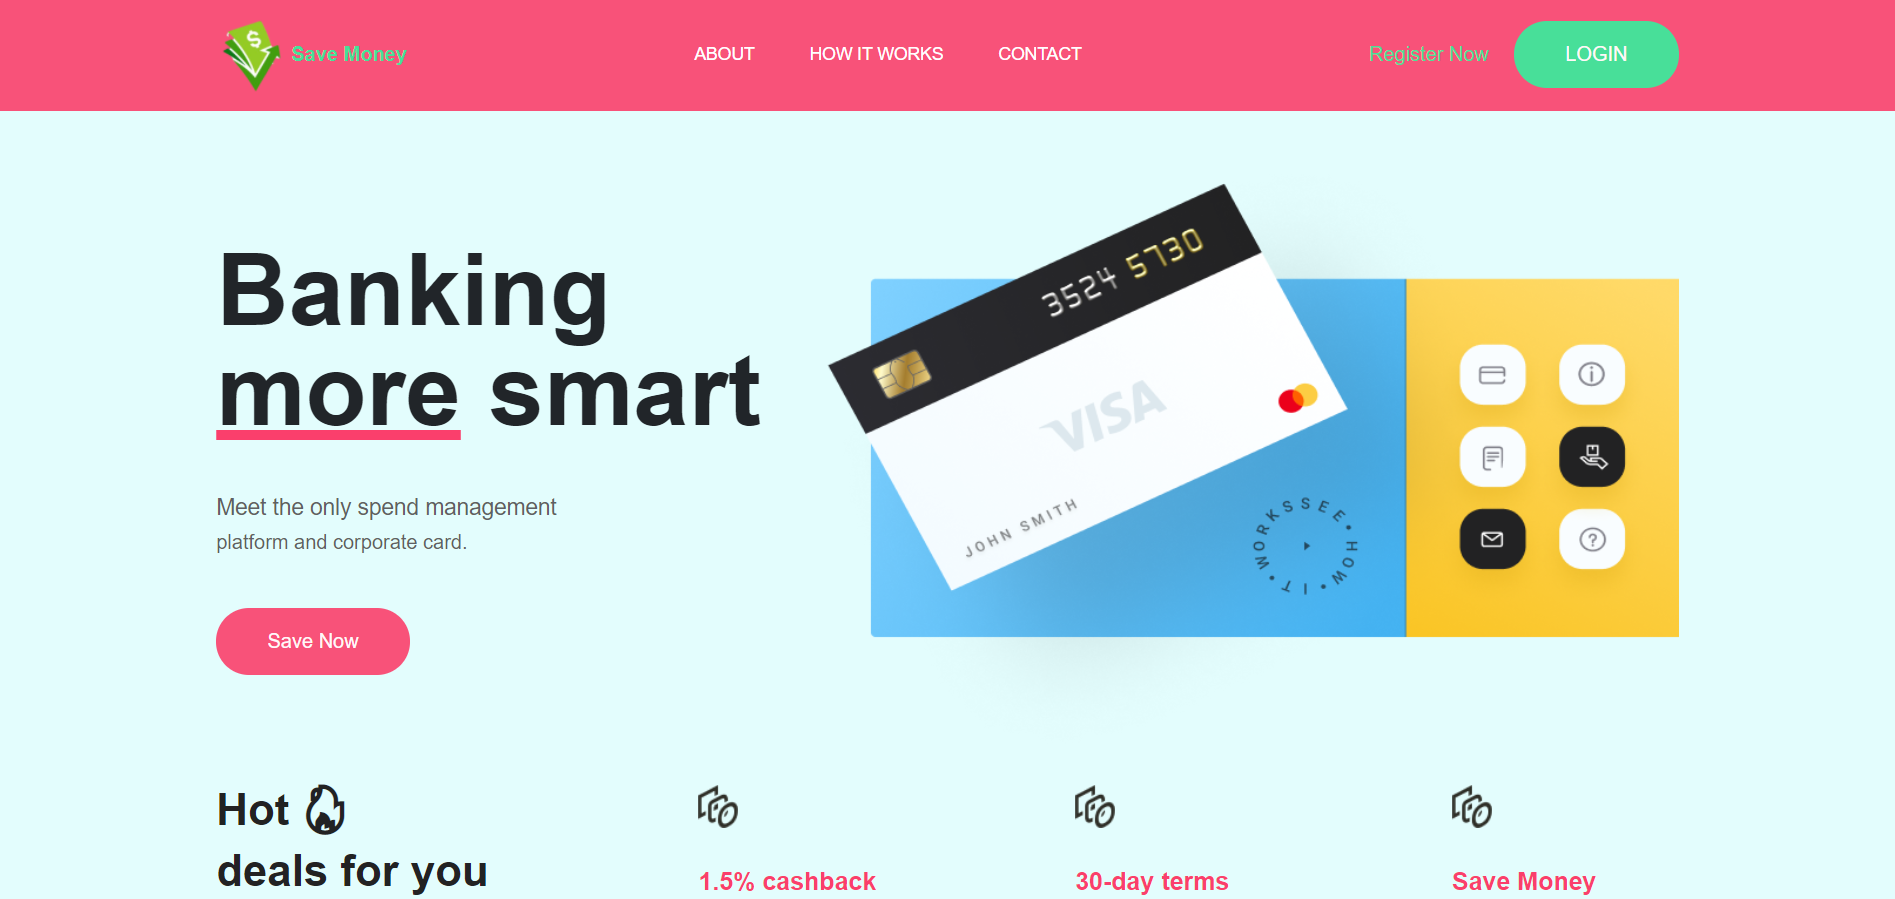 $
Save Money
ABOUT
HOW IT WORKS
CONTACT
Register Now
LOGIN
Banking
more smart
Meet the only spend management
platform and corporate card.
Save Now
3524 5730
VISA
JOHN SMITH
SEE • HOW • IT • WORKS
Hot
deals for you
1.5% cashback
30-day terms
Save Money